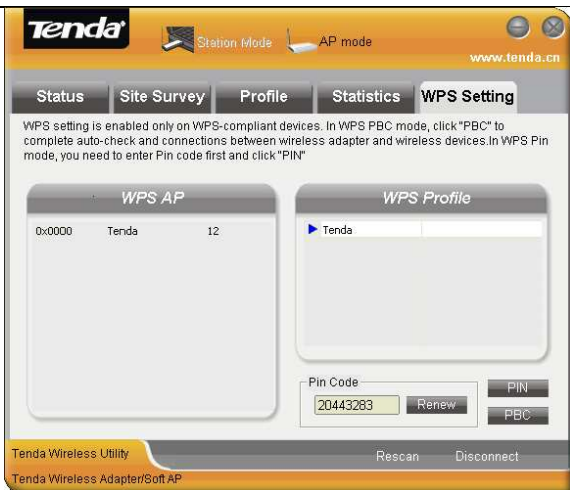 Tenda
Station Mode AP mode
www.tenda.cn
Status Site Survey Profile Statistics WPS Setting
WPS setting is enabled only on WPS-compliant devices. In WPS PBC mode, click "PBC" to
complete auto-check and connections between wireless adapter and wireless devices.In WPS Pin
mode, you need to enter Pin code first and click "PIN"
WPS AP
0x0000 Tenda 12
WPS Profile
Tenda
Pin Code
20443283 Renew
PIN
PBC
Tenda Wireless Utility
Rescan Disconnect
Tenda Wireless Adapter/Soft AP